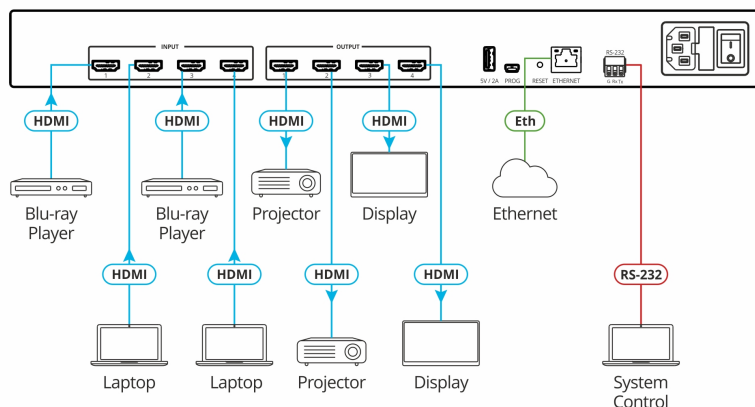 INPUT
OUTPUT
1 2 3 4
1 2 3 4
5V / 2A PROG RESET ETHERNET
RS-232
G Rx Tx
HDMI HDMI HDMI HDMI Eth
Blu-ray Player
Blu-ray Player
Projector
Display
Ethernet
HDMI HDMI HDMI HDMI RS-232
Laptop
Laptop
Projector
Display
System
Control